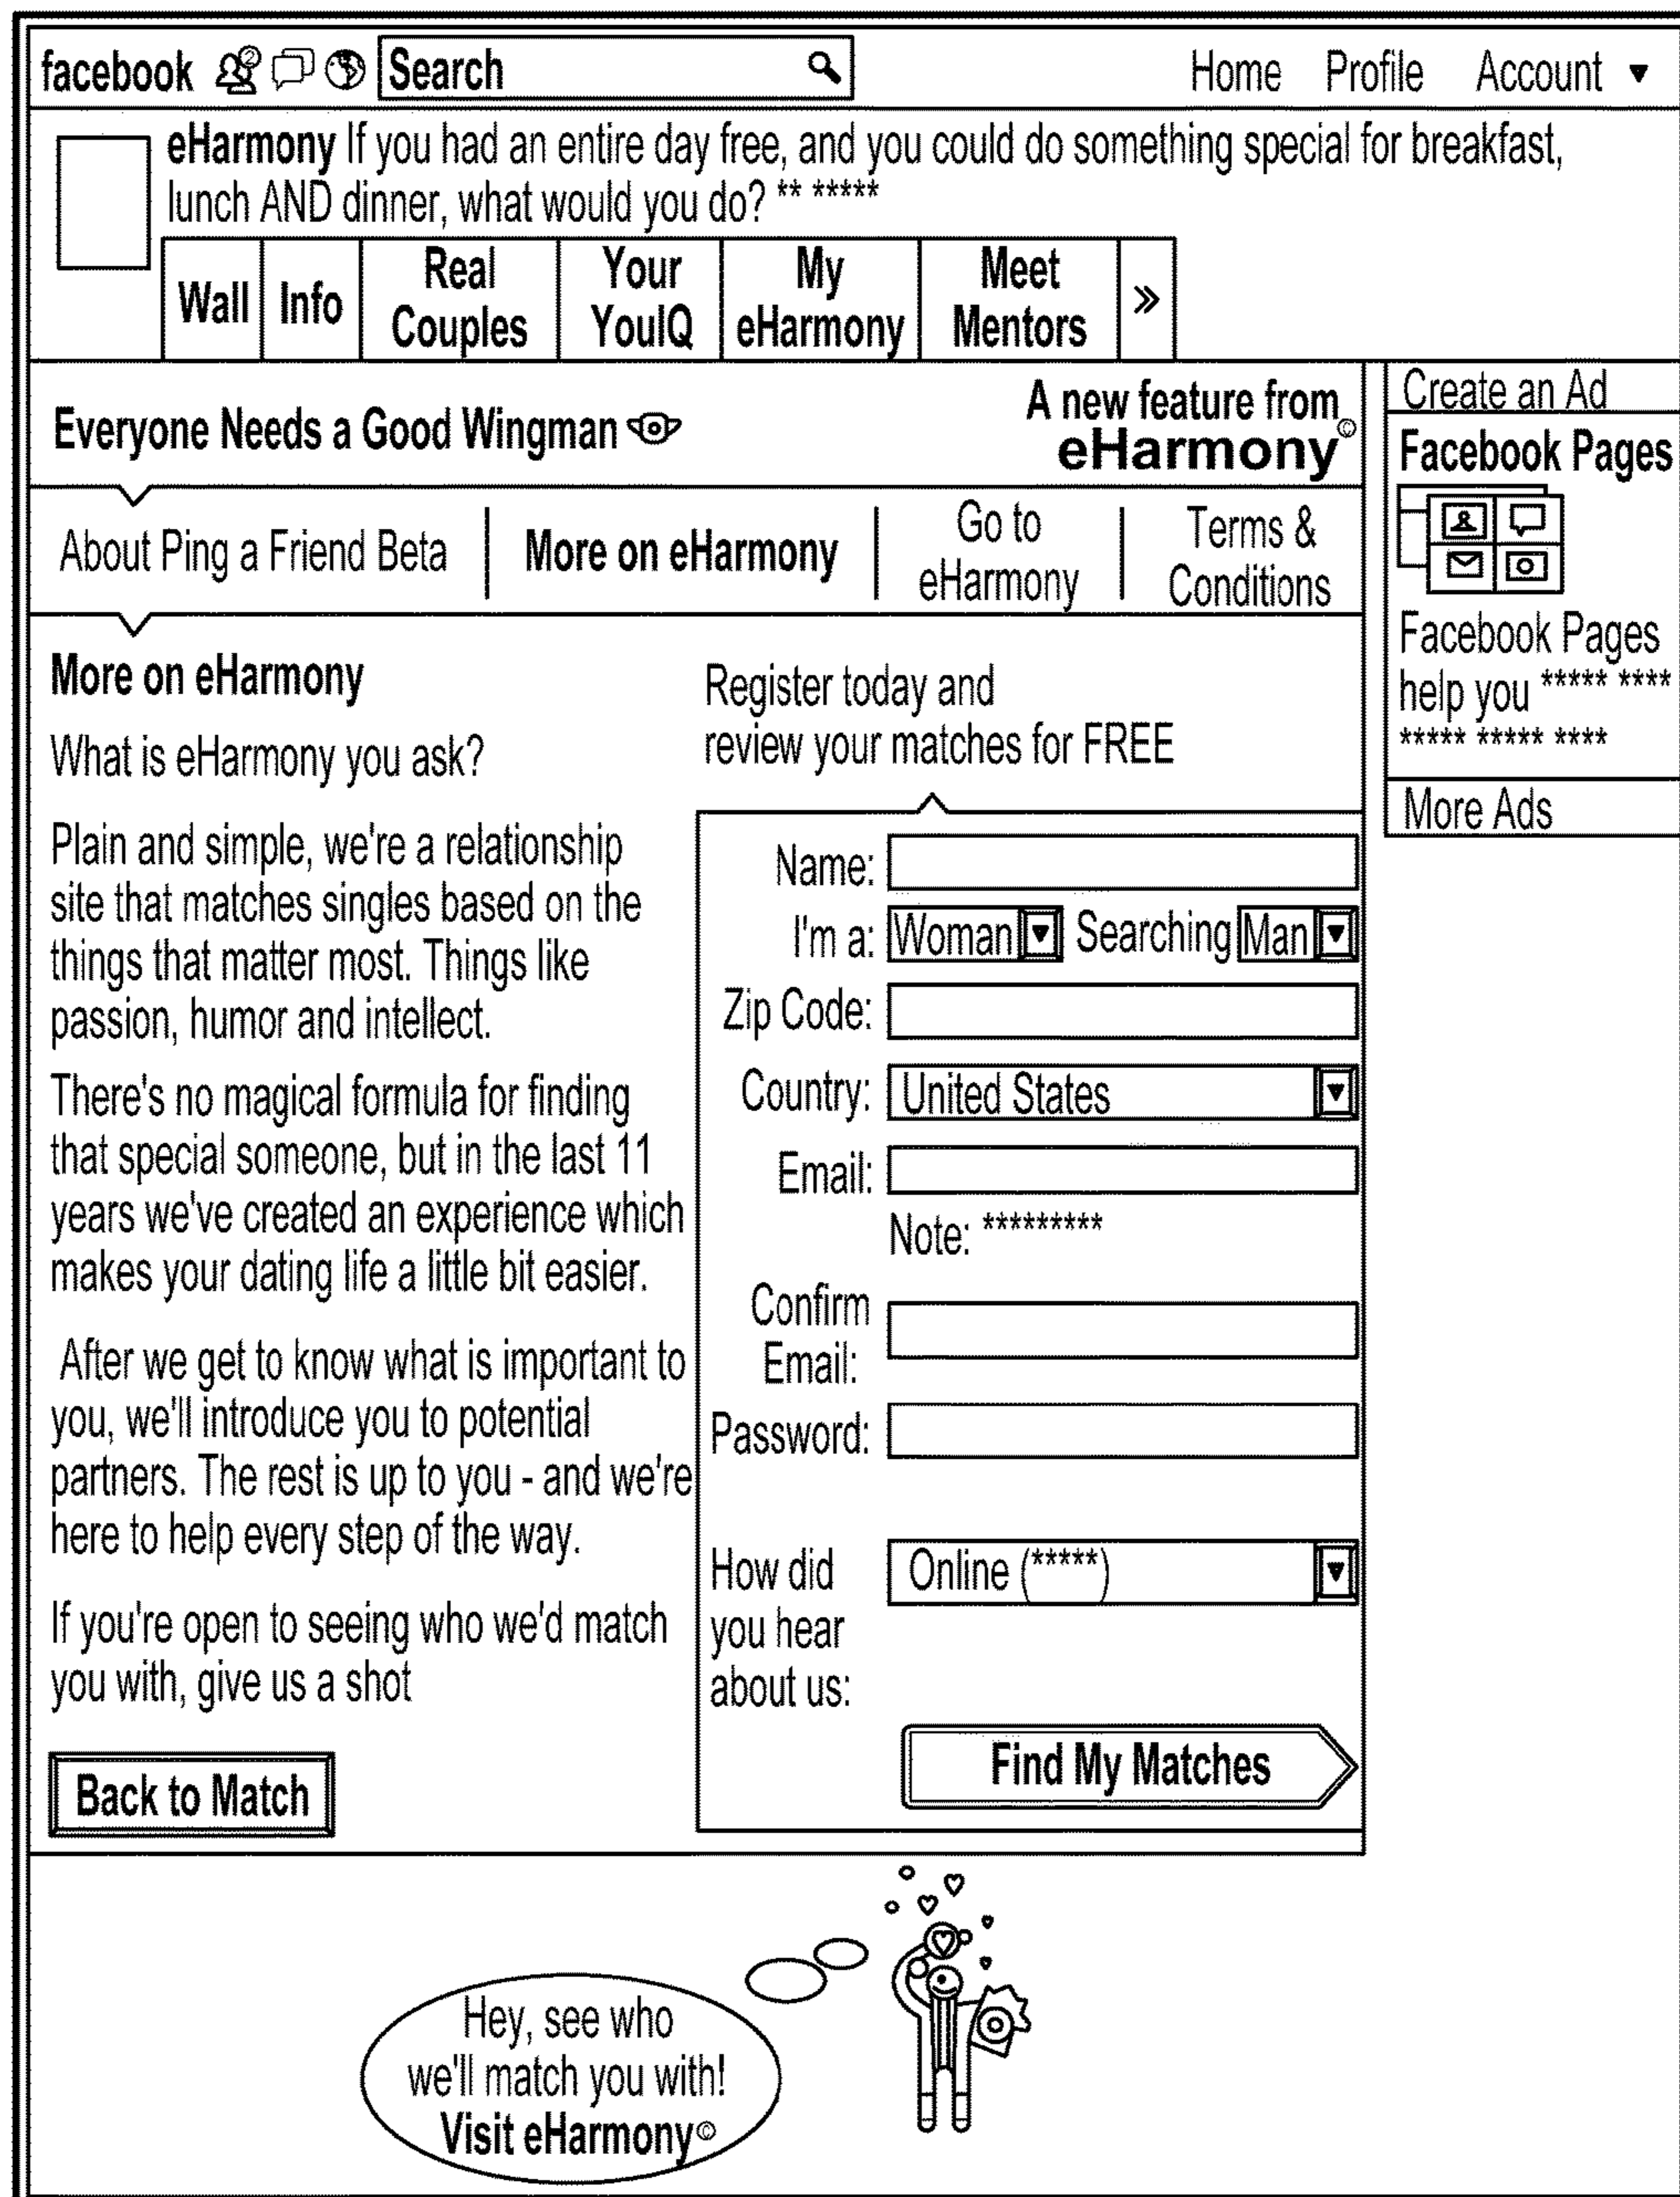 facebook 2 Search Home Profile Account ▼
eHarmony If you had an entire day free, and you could do something special for breakfast,
lunch AND dinner, what would you do? ** *****
Wall Info Real Couples Your YouIQ My eHarmony Meet Mentors »
Everyone Needs a Good Wingman
A new feature from
eHarmony©
About Ping a Friend Beta | More on eHarmony | Go to eHarmony | Terms & Conditions
More on eHarmony
What is eHarmony you ask?
Plain and simple, we're a relationship
site that matches singles based on the
things that matter most. Things like
passion, humor and intellect.
There's no magical formula for finding
that special someone, but in the last 11
years we've created an experience which
makes your dating life a little bit easier.
After we get to know what is important to
you, we'll introduce you to potential
partners. The rest is up to you - and we're
here to help every step of the way.
If you're open to seeing who we'd match
you with, give us a shot
Back to Match
Register today and
review your matches for FREE
Name:
I'm a: Woman ▼ Searching Man ▼
Zip Code:
Country: United States ▼
Email:
Note: *********
Confirm
Email:
Password:
How did Online (*****) ▼
you hear
about us:
Find My Matches
Create an Ad
Facebook Pages
Facebook Pages
help you ***** ****
***** ***** ****
More Ads
Hey, see who
we'll match you with!
Visit eHarmony©